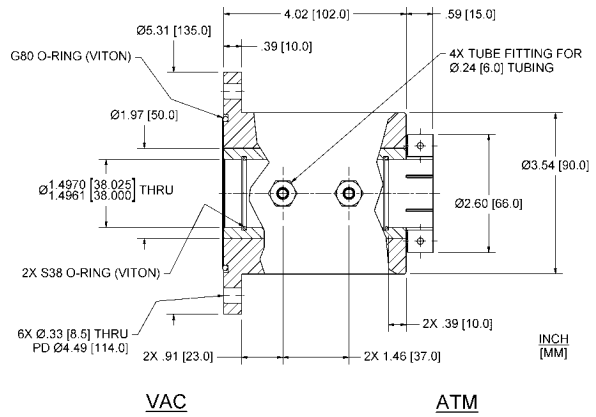 4.02 [102.0]
.59 [15.0]
Ø5.31 [135.0]
.39 [10.0]
G80 O-RING (VITON)
4X TUBE FITTING FOR
Ø.24 [6.0] TUBING
Ø1.97 [50.0]
Ø3.54 [90.0]
Ø1.4970 [38.025] THRU
1.4961 [38.000]
Ø2.60 [66.0]
2X S38 O-RING (VITON)
6X Ø.33 [8.5] THRU
PD Ø4.49 [114.0]
2X .39 [10.0]
2X .91 [23.0]
2X 1.46 [37.0]
INCH
[MM]
VAC
ATM